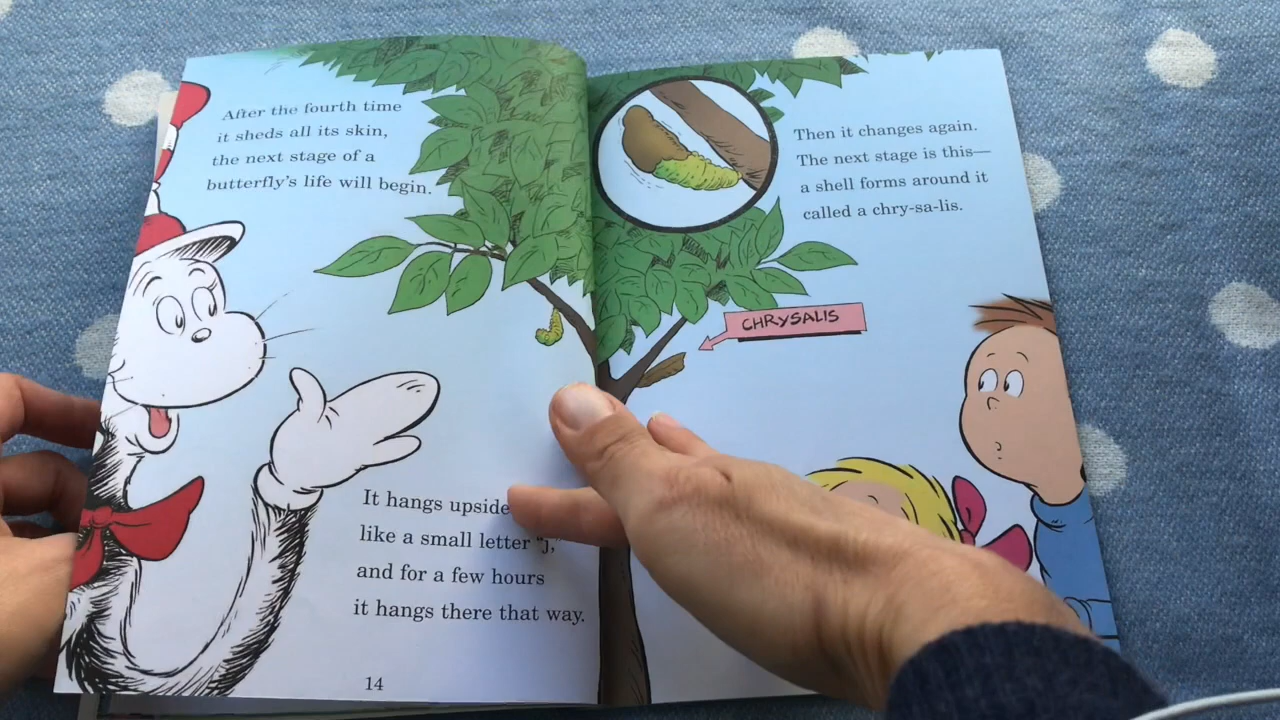 After the fourth time
it sheds all its skin,
the next stage of a
butterfly's life will begin.
It hangs upside
like a small letter "j,"
and for a few hours
it hangs there that way.
14
Then it changes again.
The next stage is this—
a shell forms around it
called a chry-sa-lis.
CHRYSALIS